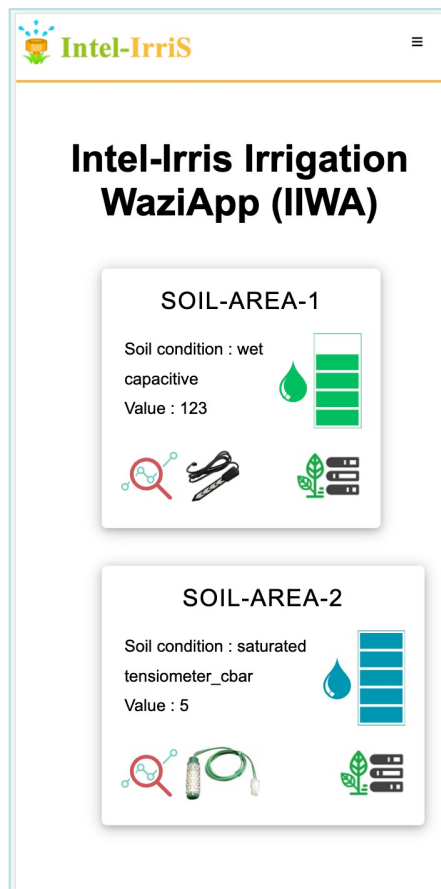 Intel-IrriS
Intel-Irris Irrigation
WaziApp (IIWA)
SOIL-AREA-1
Soil condition : wet
capacitive
Value : 123
SOIL-AREA-2
Soil condition : saturated
tensiometer_cbar
Value : 5